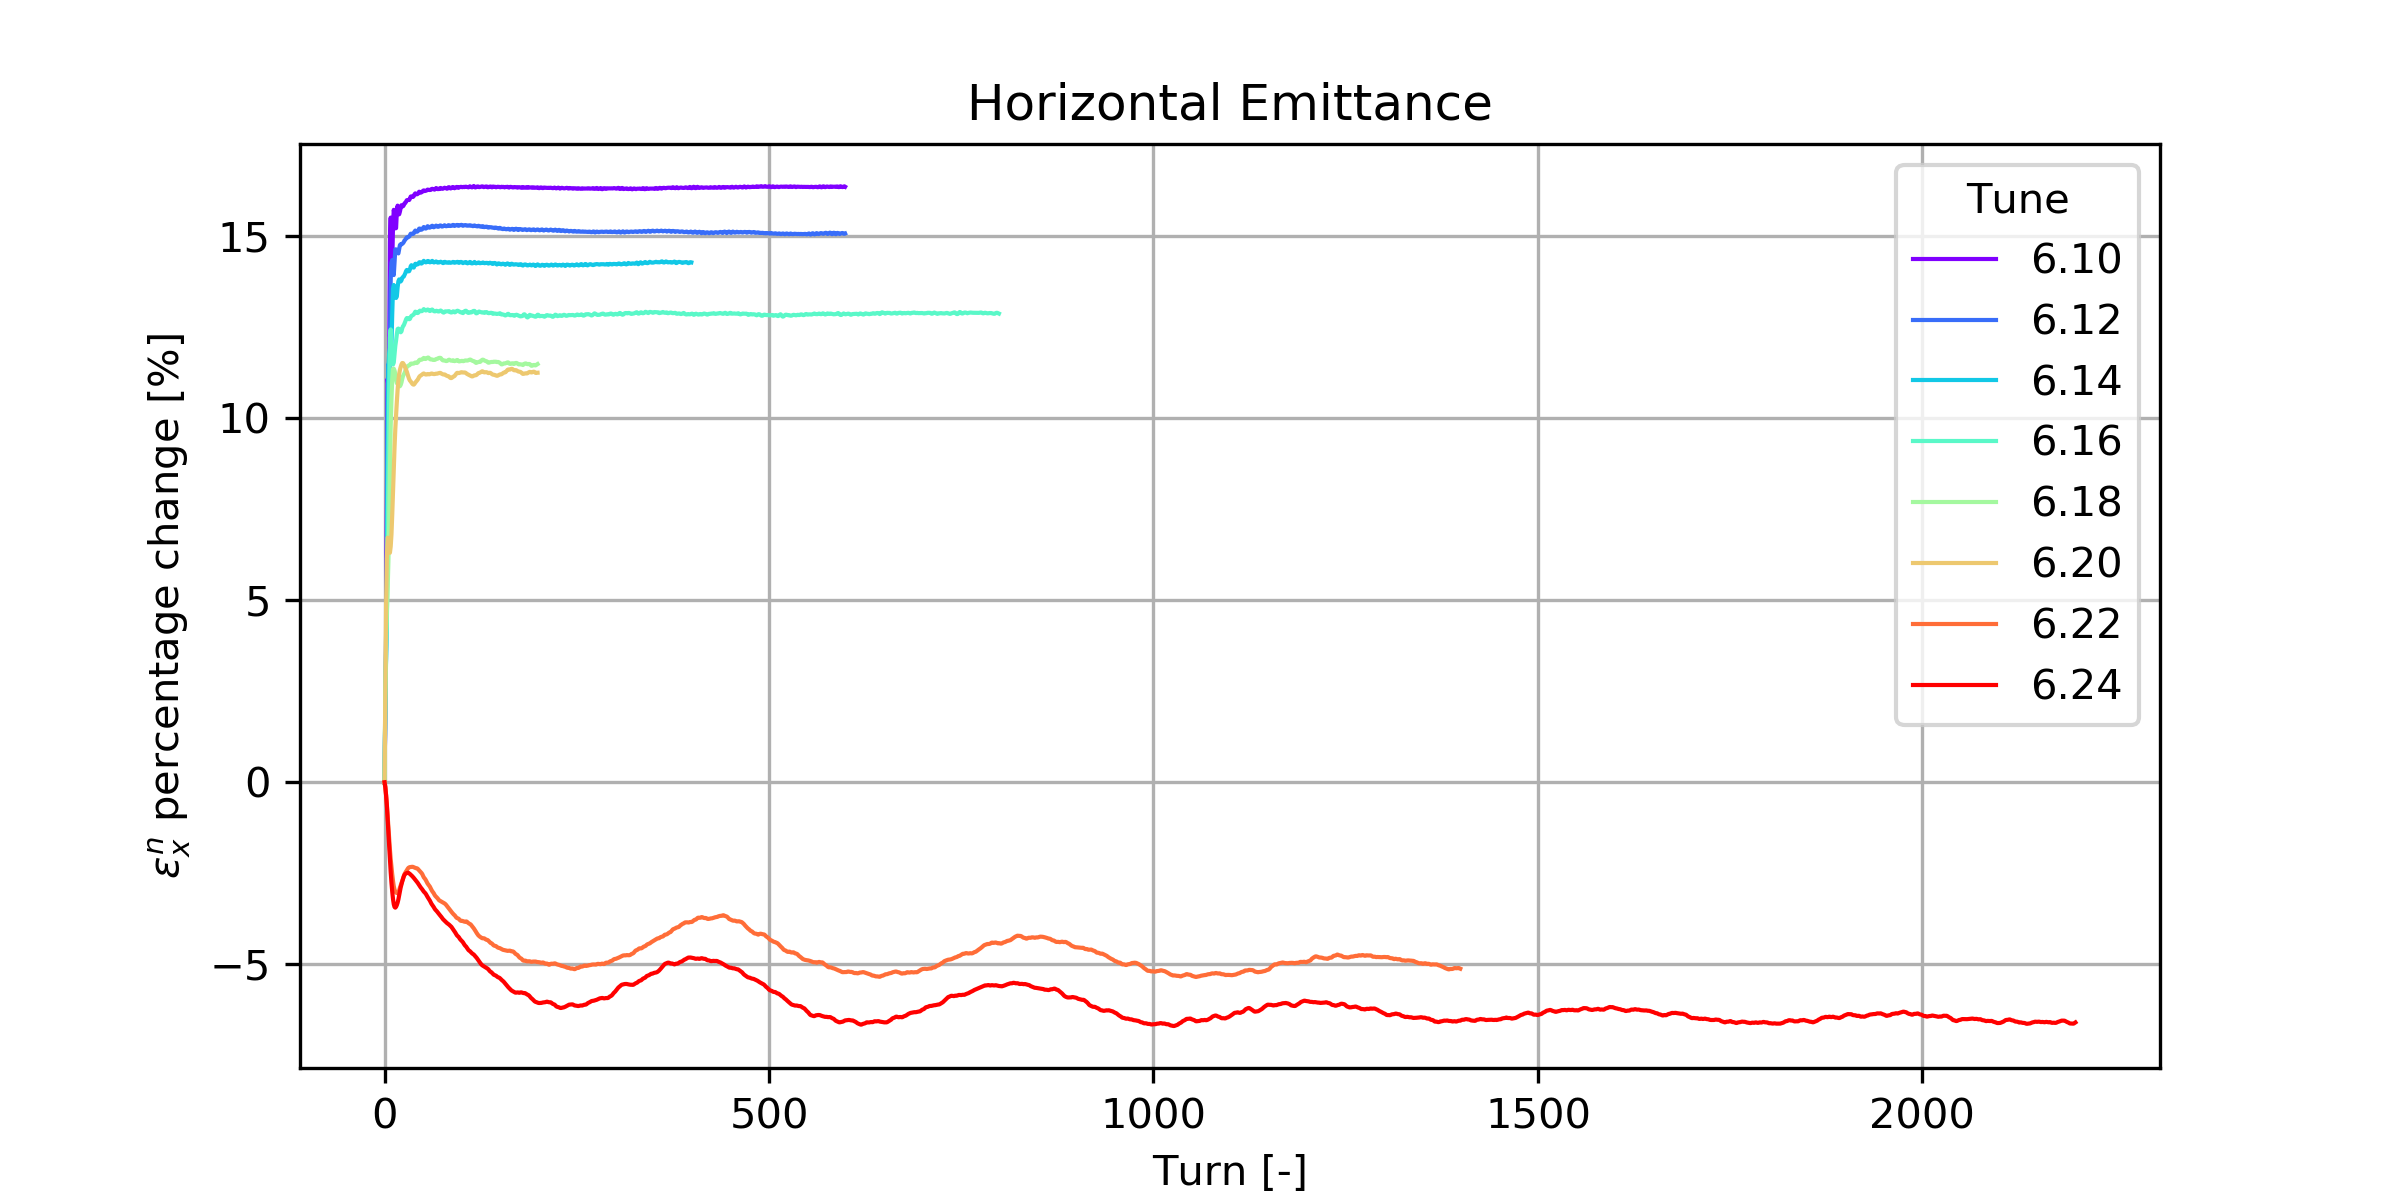 Horizontal Emittance
ε_x^n percentage change [%]
15
10
5
0
−5
0 500 1000 1500 2000
Turn [-]
Tune
6.10
6.12
6.14
6.16
6.18
6.20
6.22
6.24